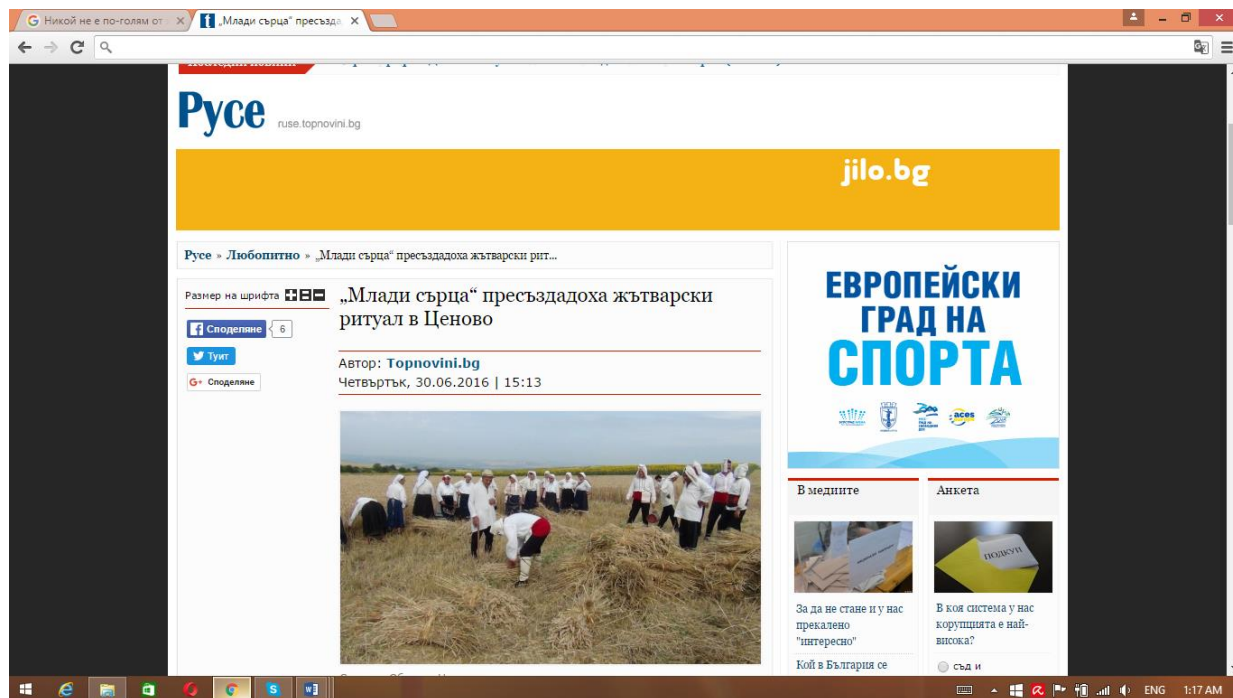 Никой не е по-голям от
„Млади сърца“ пресъзда
Русе
ruse.topnovini.bg
jilo.bg
Русе » Любопитно » „Млади сърца“ пресъздадоха жътварски рит...
Размер на шрифта
„Млади сърца“ пресъздадоха жътварски
ритуал в Ценово
Споделяне 6
Туит
G+ Споделяне
Автор: Topnovini.bg
Четвъртък, 30.06.2016 | 15:13
ЕВРОПЕЙСКИ
ГРАД НА
СПОРТА
aces
В медиите
Анкета
ПОДКУП
За да не стане и у нас
прекалено
"интересно"
Кой в България се
В коя система у нас
корупцията е най-
висока?
съд и
ENG 1:17 AM